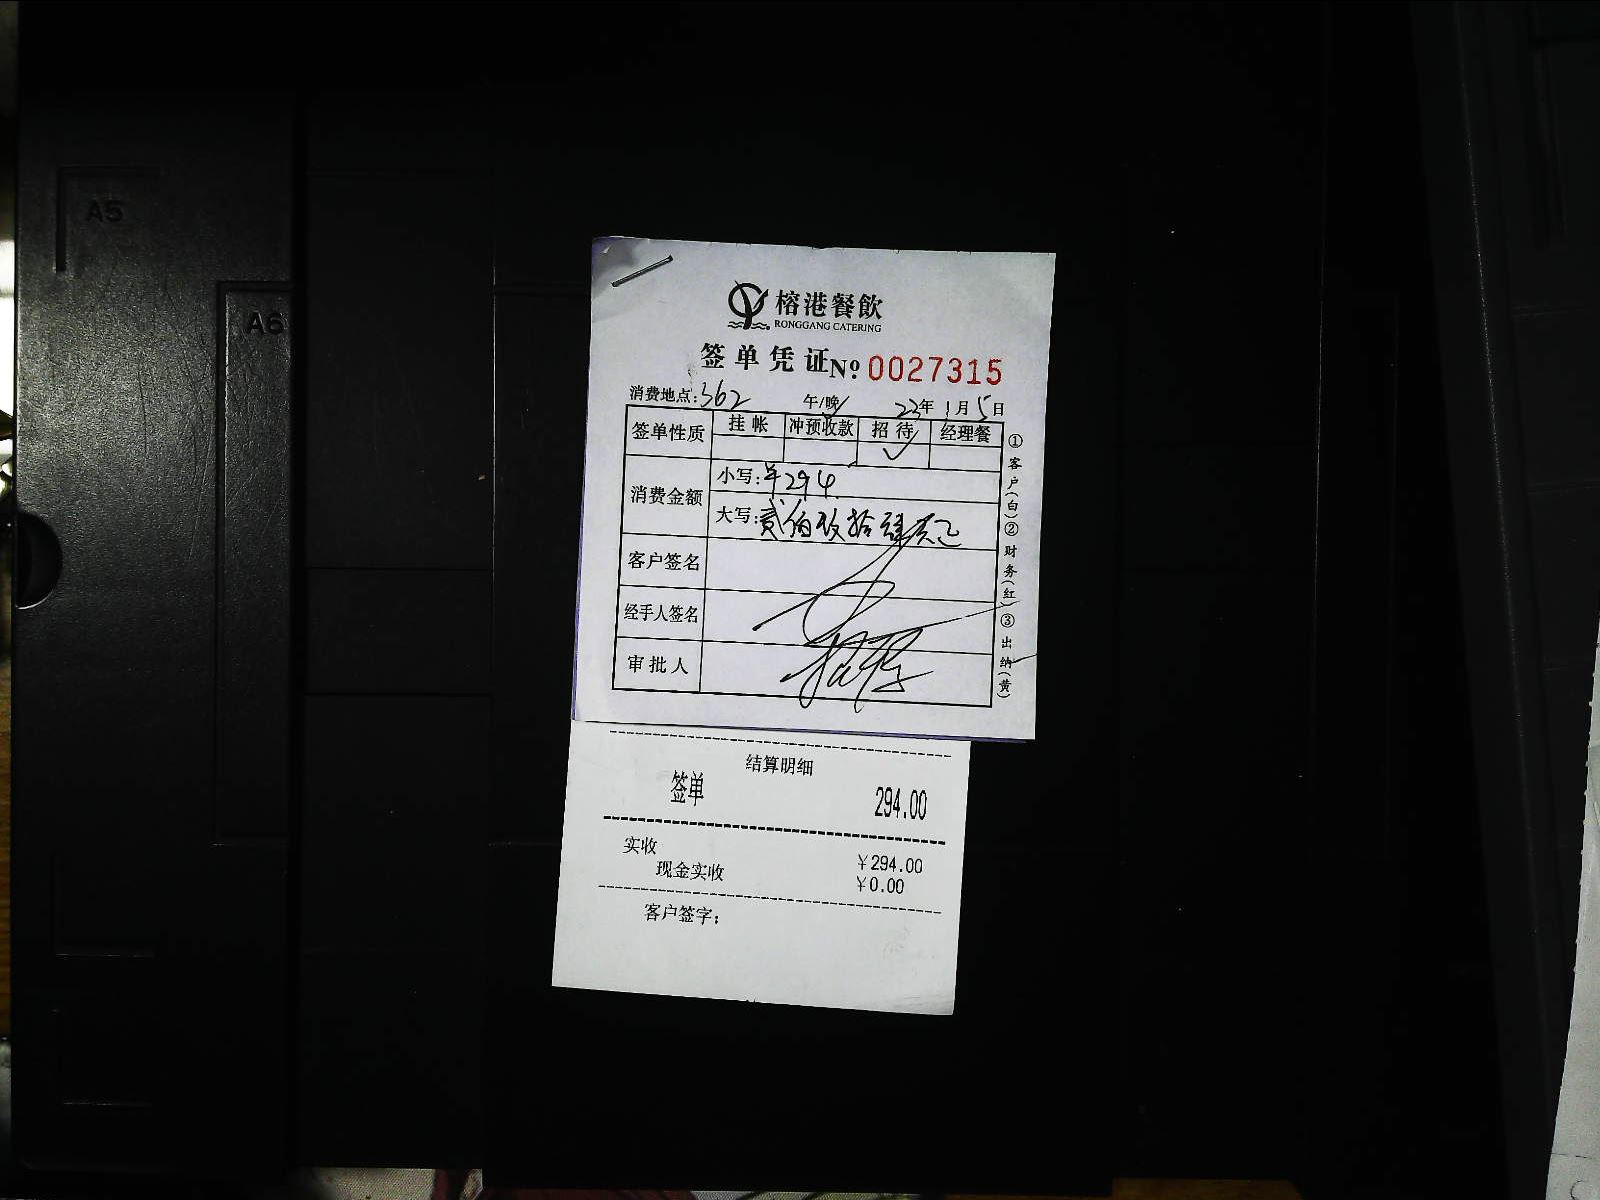 A5
A6
榕港餐飲
RONGGANG CATERING
签单凭证№ 0027315
消费地点:362 午/晚 23年1月5日
签单性质 挂帐 冲预收款 招待 经理餐
✓
消费金额 小写:¥294
大写:贰佰玖拾肆元正
客户签名
经手人签名
审批人
①客户(白)②财务(红)③出纳(黄)
结算明细
签单 294.00
实收 ¥294.00
现金实收 ¥0.00
客户签字: